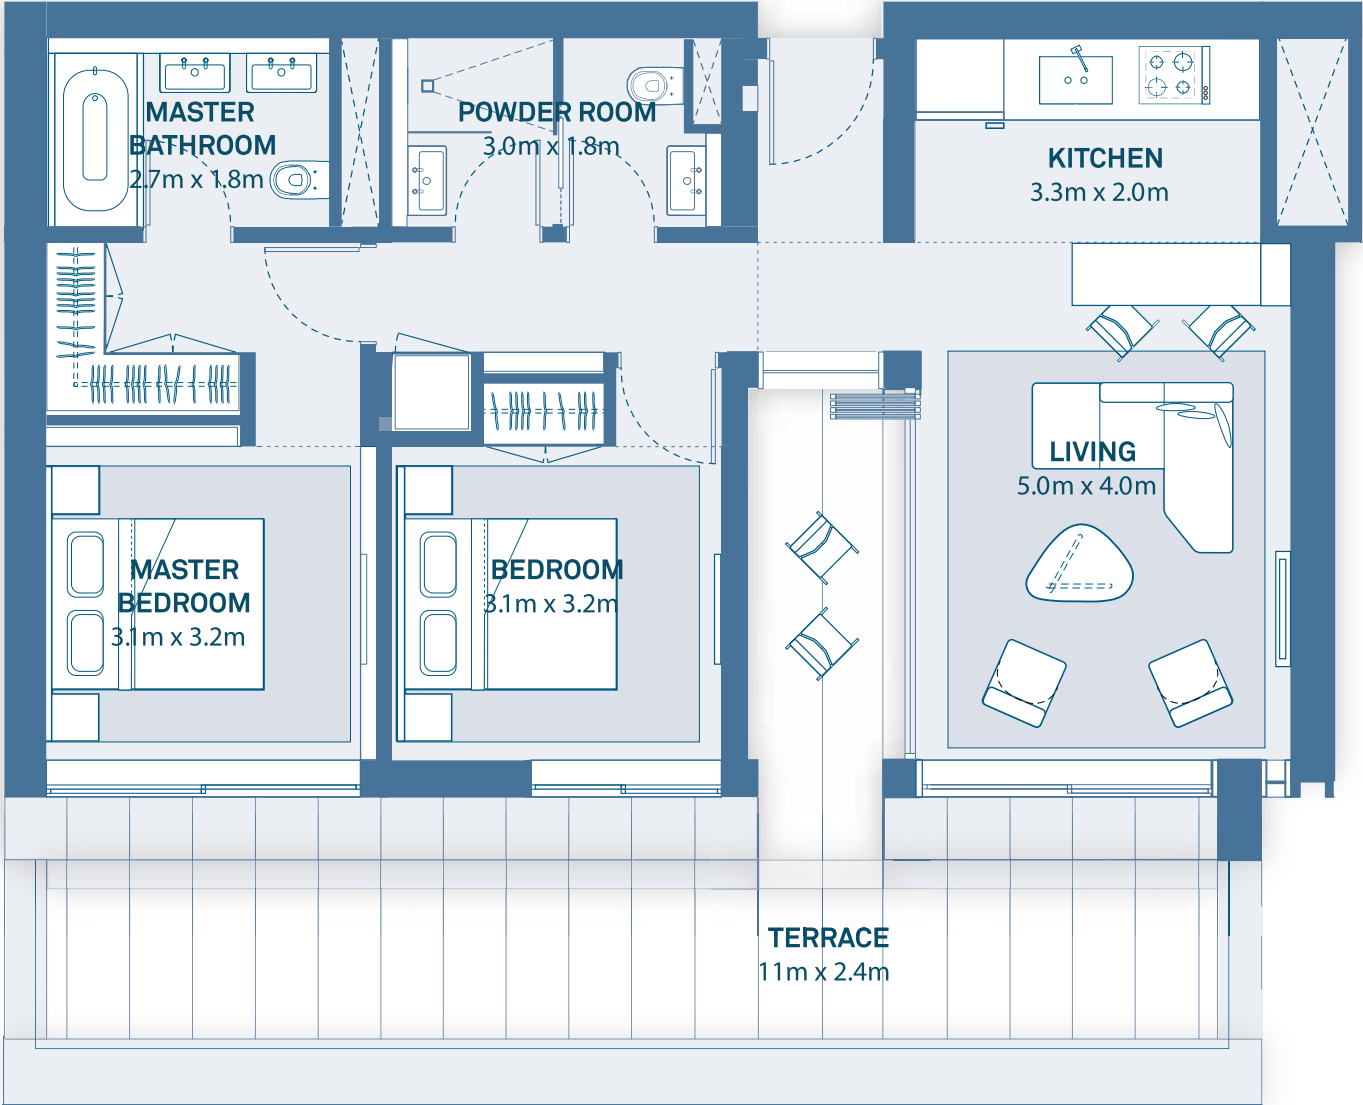 MASTER
BATHROOM
2.7m x 1.8m
POWDER ROOM
3.0m x 1.8m
KITCHEN
3.3m x 2.0m
LIVING
5.0m x 4.0m
MASTER
BEDROOM
3.1m x 3.2m
BEDROOM
3.1m x 3.2m
TERRACE
11m x 2.4m